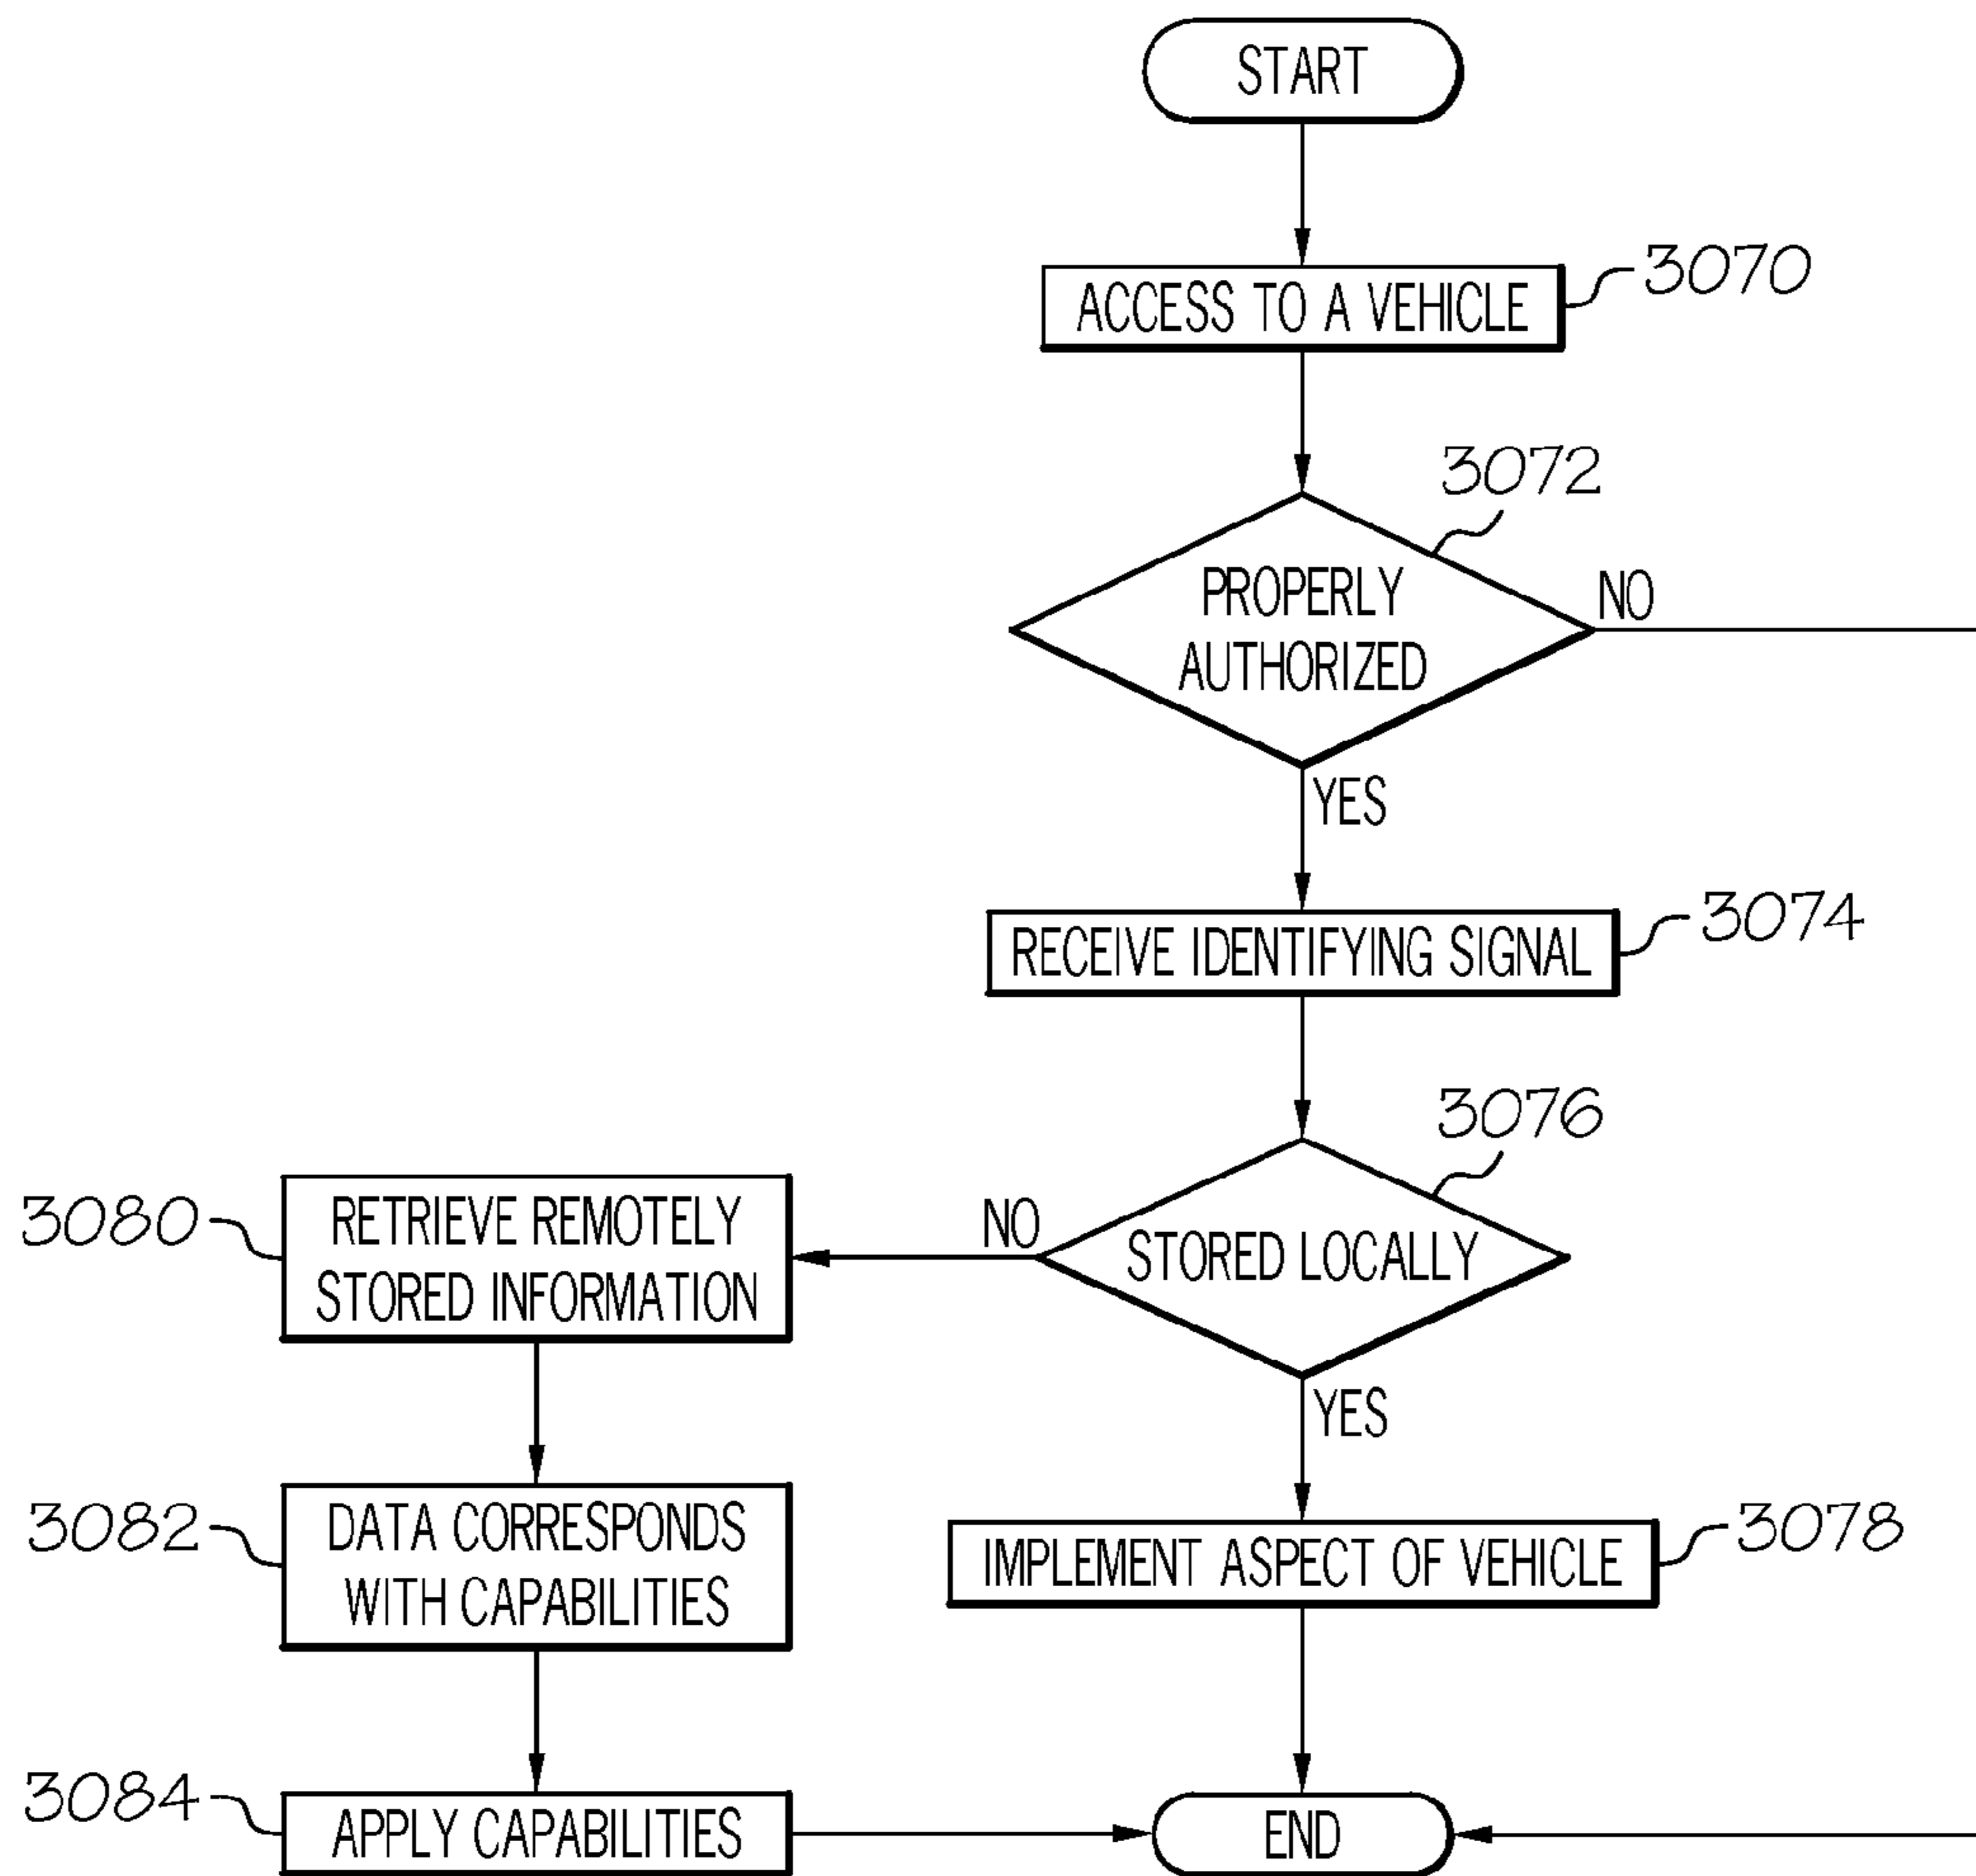 START
ACCESS TO A VEHICLE
3070
3072
PROPERLY
AUTHORIZED
NO
YES
RECEIVE IDENTIFYING SIGNAL
3074
3076
STORED LOCALLY
NO
YES
3080
RETRIEVE REMOTELY
STORED INFORMATION
3082
DATA CORRESPONDS
WITH CAPABILITIES
IMPLEMENT ASPECT OF VEHICLE
3078
3084
APPLY CAPABILITIES
END